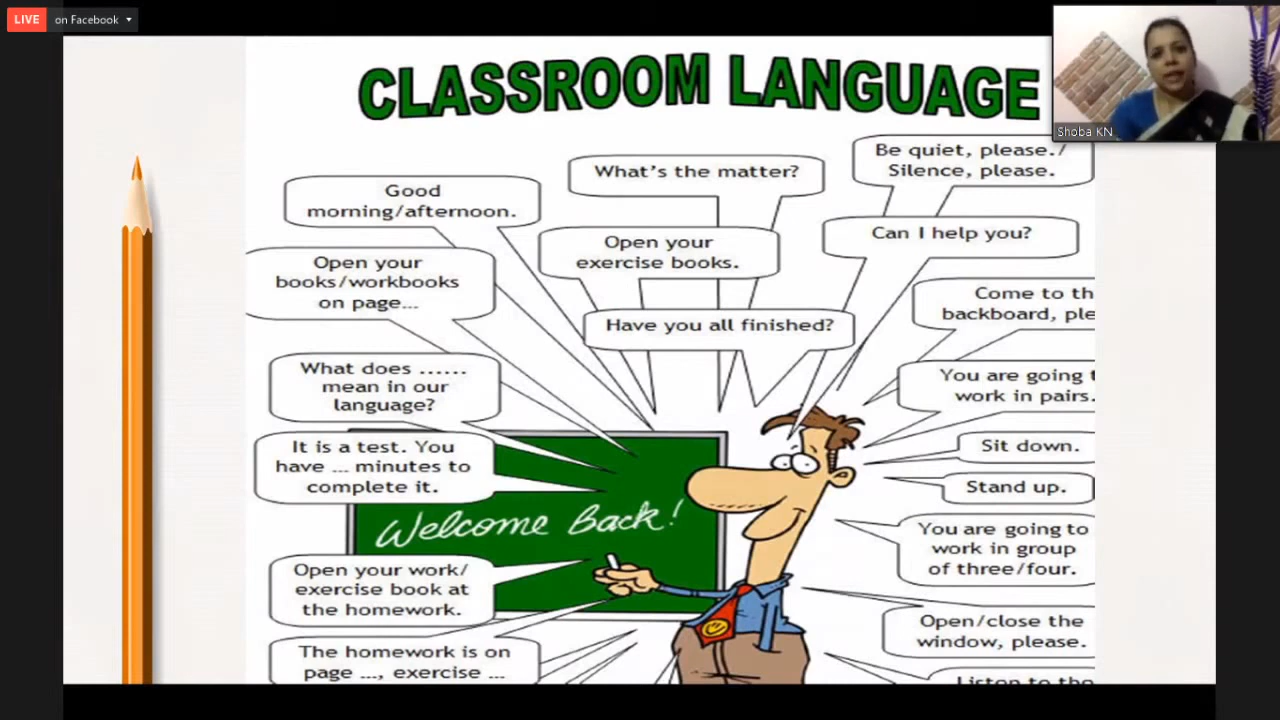 LIVE on Facebook
CLASSROOM LANGUAGE
Shoba KN
Be quiet, please./
Silence, please.
What's the matter?
Good
morning/afternoon.
Can I help you?
Open your
exercise books.
Open your
books/workbooks
on page...
Come to th
backboard, ple
Have you all finished?
What does ......
mean in our
language?
You are going t
work in pairs.
It is a test. You
have ... minutes to
complete it.
Sit down.
Stand up.
Welcome Back!
You are going to
work in group
of three/four.
Open your work/
exercise book at
the homework.
Open/close the
window, please.
The homework is on
page ..., exercise ...
Listen to the